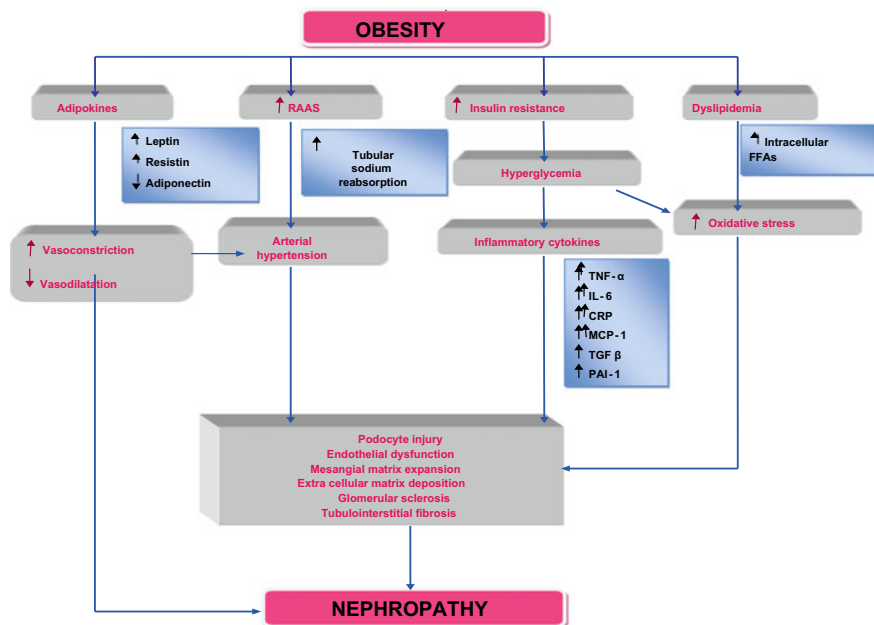 OBESITY
Adipokines
↑ RAAS
↑ Insulin resistance
Dyslipidemia
↑ Leptin
↑ Resistin
↓ Adiponectin
↑
Tubular
sodium
reabsorption
↑ Intracellular
FFAs
Hyperglycemia
↑ Oxidative stress
↑ Vasoconstriction
↓ Vasodilatation
Arterial
hypertension
Inflammatory cytokines
↑↑ TNF-α
↑↑ IL-6
↑↑ CRP
↑↑ MCP-1
↑ TGF β
↑ PAI-1
Podocyte injury
Endothelial dysfunction
Mesangial matrix expansion
Extra cellular matrix deposition
Glomerular sclerosis
Tubulointerstitial fibrosis
NEPHROPATHY